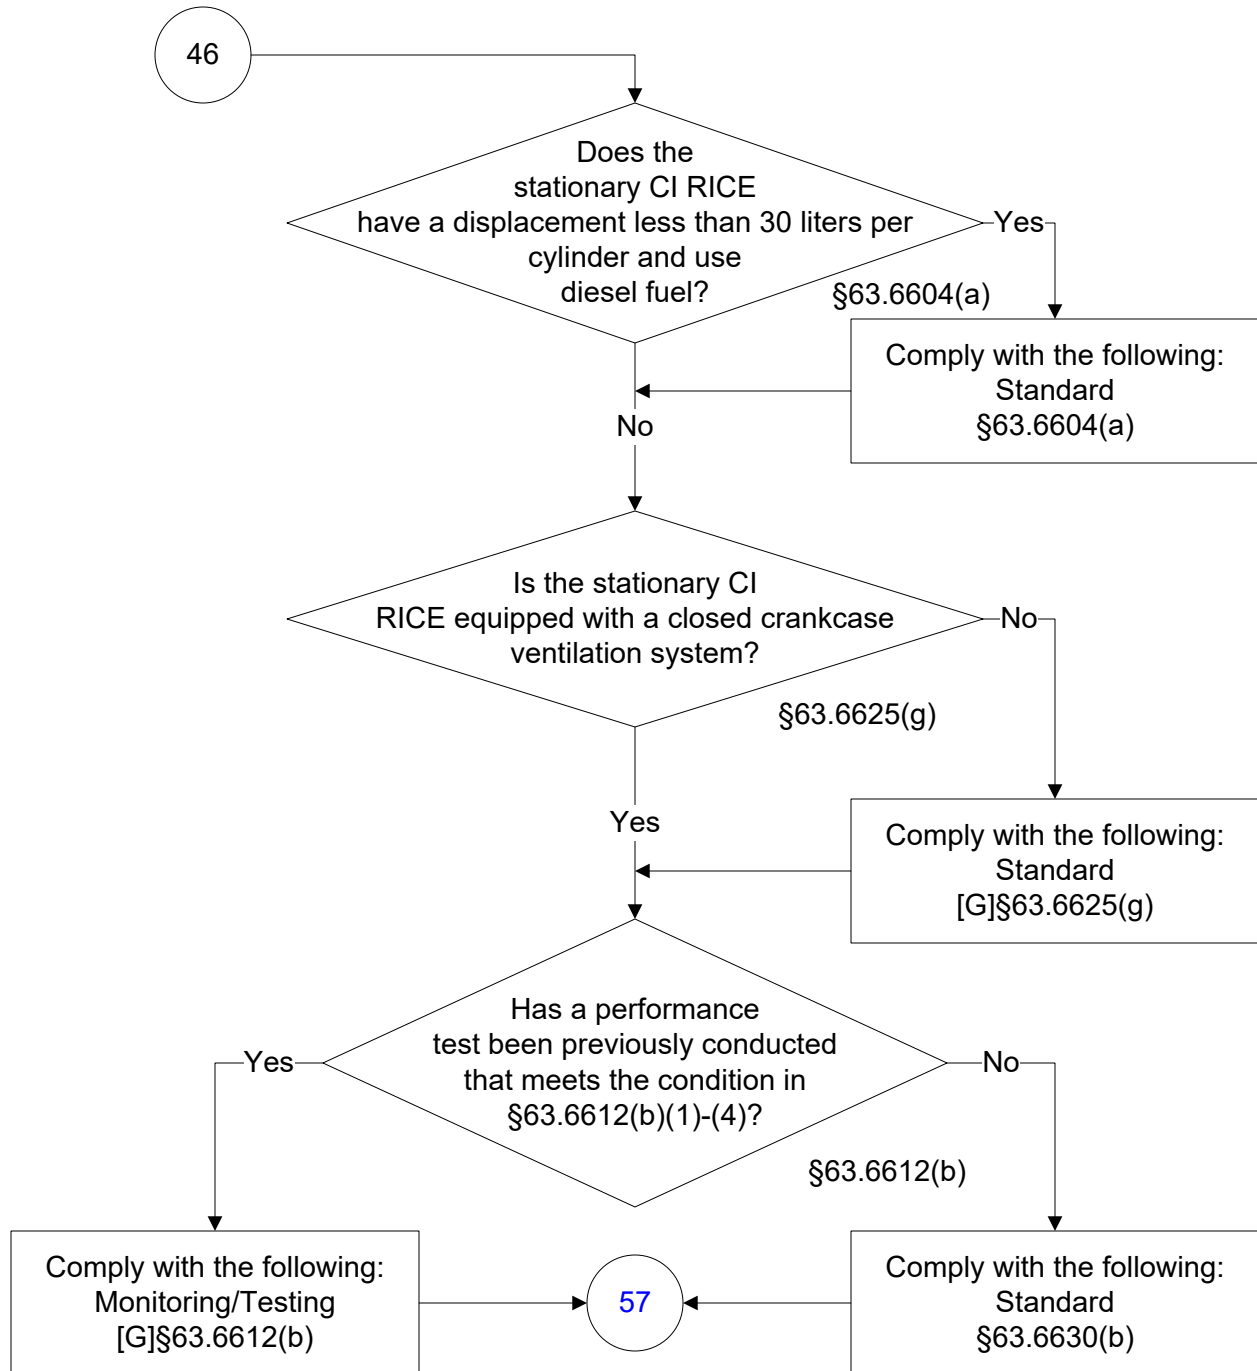 46
Does the
stationary CI RICE
have a displacement less than 30 liters per
cylinder and use
diesel fuel?
Yes
§63.6604(a)
Comply with the following:
Standard
§63.6604(a)
No
Is the stationary CI
RICE equipped with a closed crankcase
ventilation system?
No
§63.6625(g)
Yes
Comply with the following:
Standard
[G]§63.6625(g)
Has a performance
test been previously conducted
that meets the condition in
§63.6612(b)(1)-(4)?
Yes
No
§63.6612(b)
Comply with the following:
Monitoring/Testing
[G]§63.6612(b)
57
Comply with the following:
Standard
§63.6630(b)